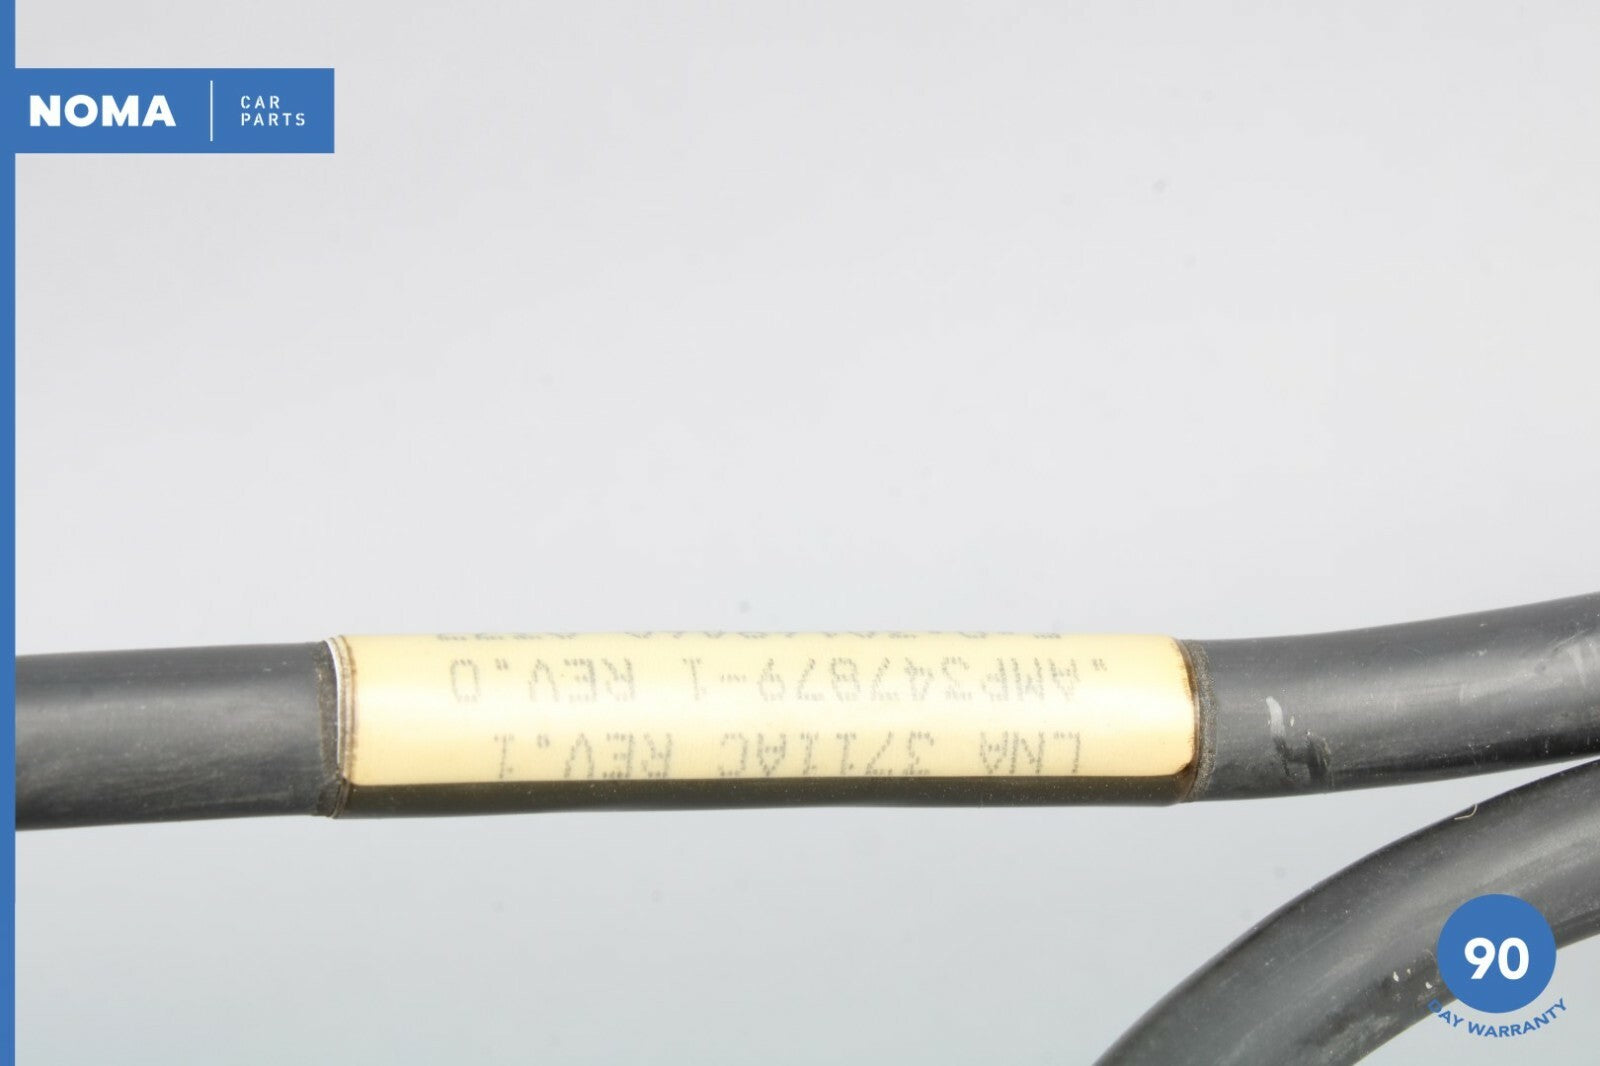 NOMA
CAR
PARTS
LNA 3711AC REV.1
.AMP347879-1 REV.0
90
DAY WARRANTY